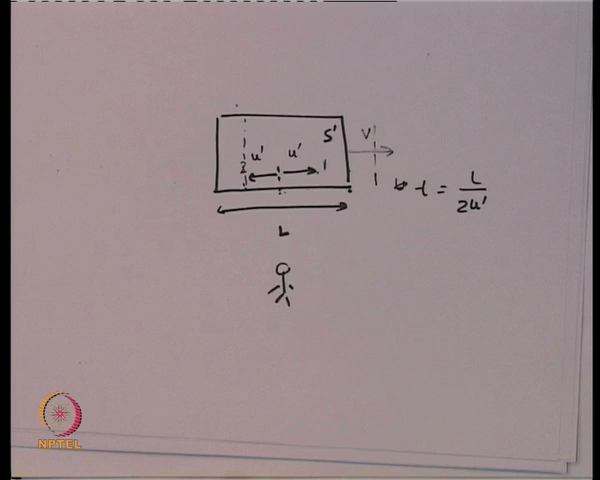 S'
V
u' u'
2 1
t = L / 2u'
L
NPTEL